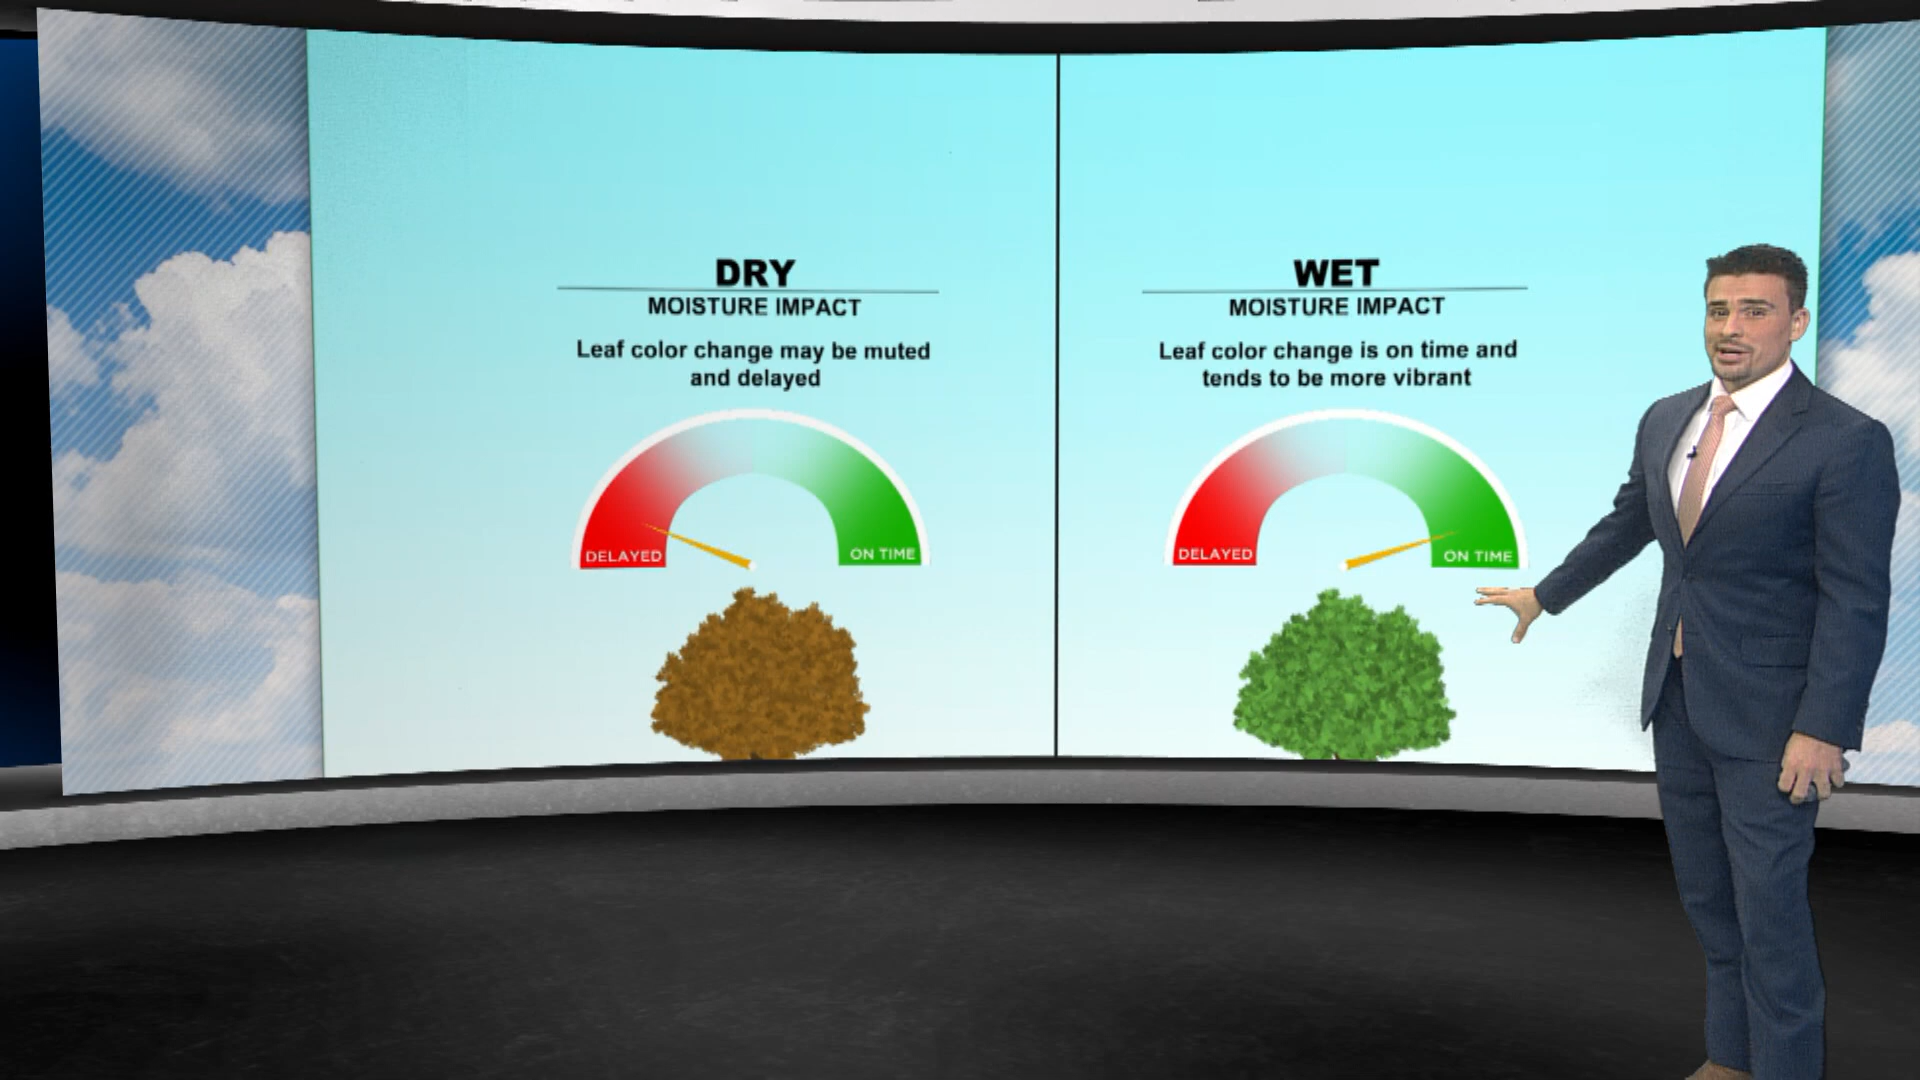 DRY
MOISTURE IMPACT
Leaf color change may be muted
and delayed
DELAYED
ON TIME
WET
MOISTURE IMPACT
Leaf color change is on time and
tends to be more vibrant
DELAYED
ON TIME